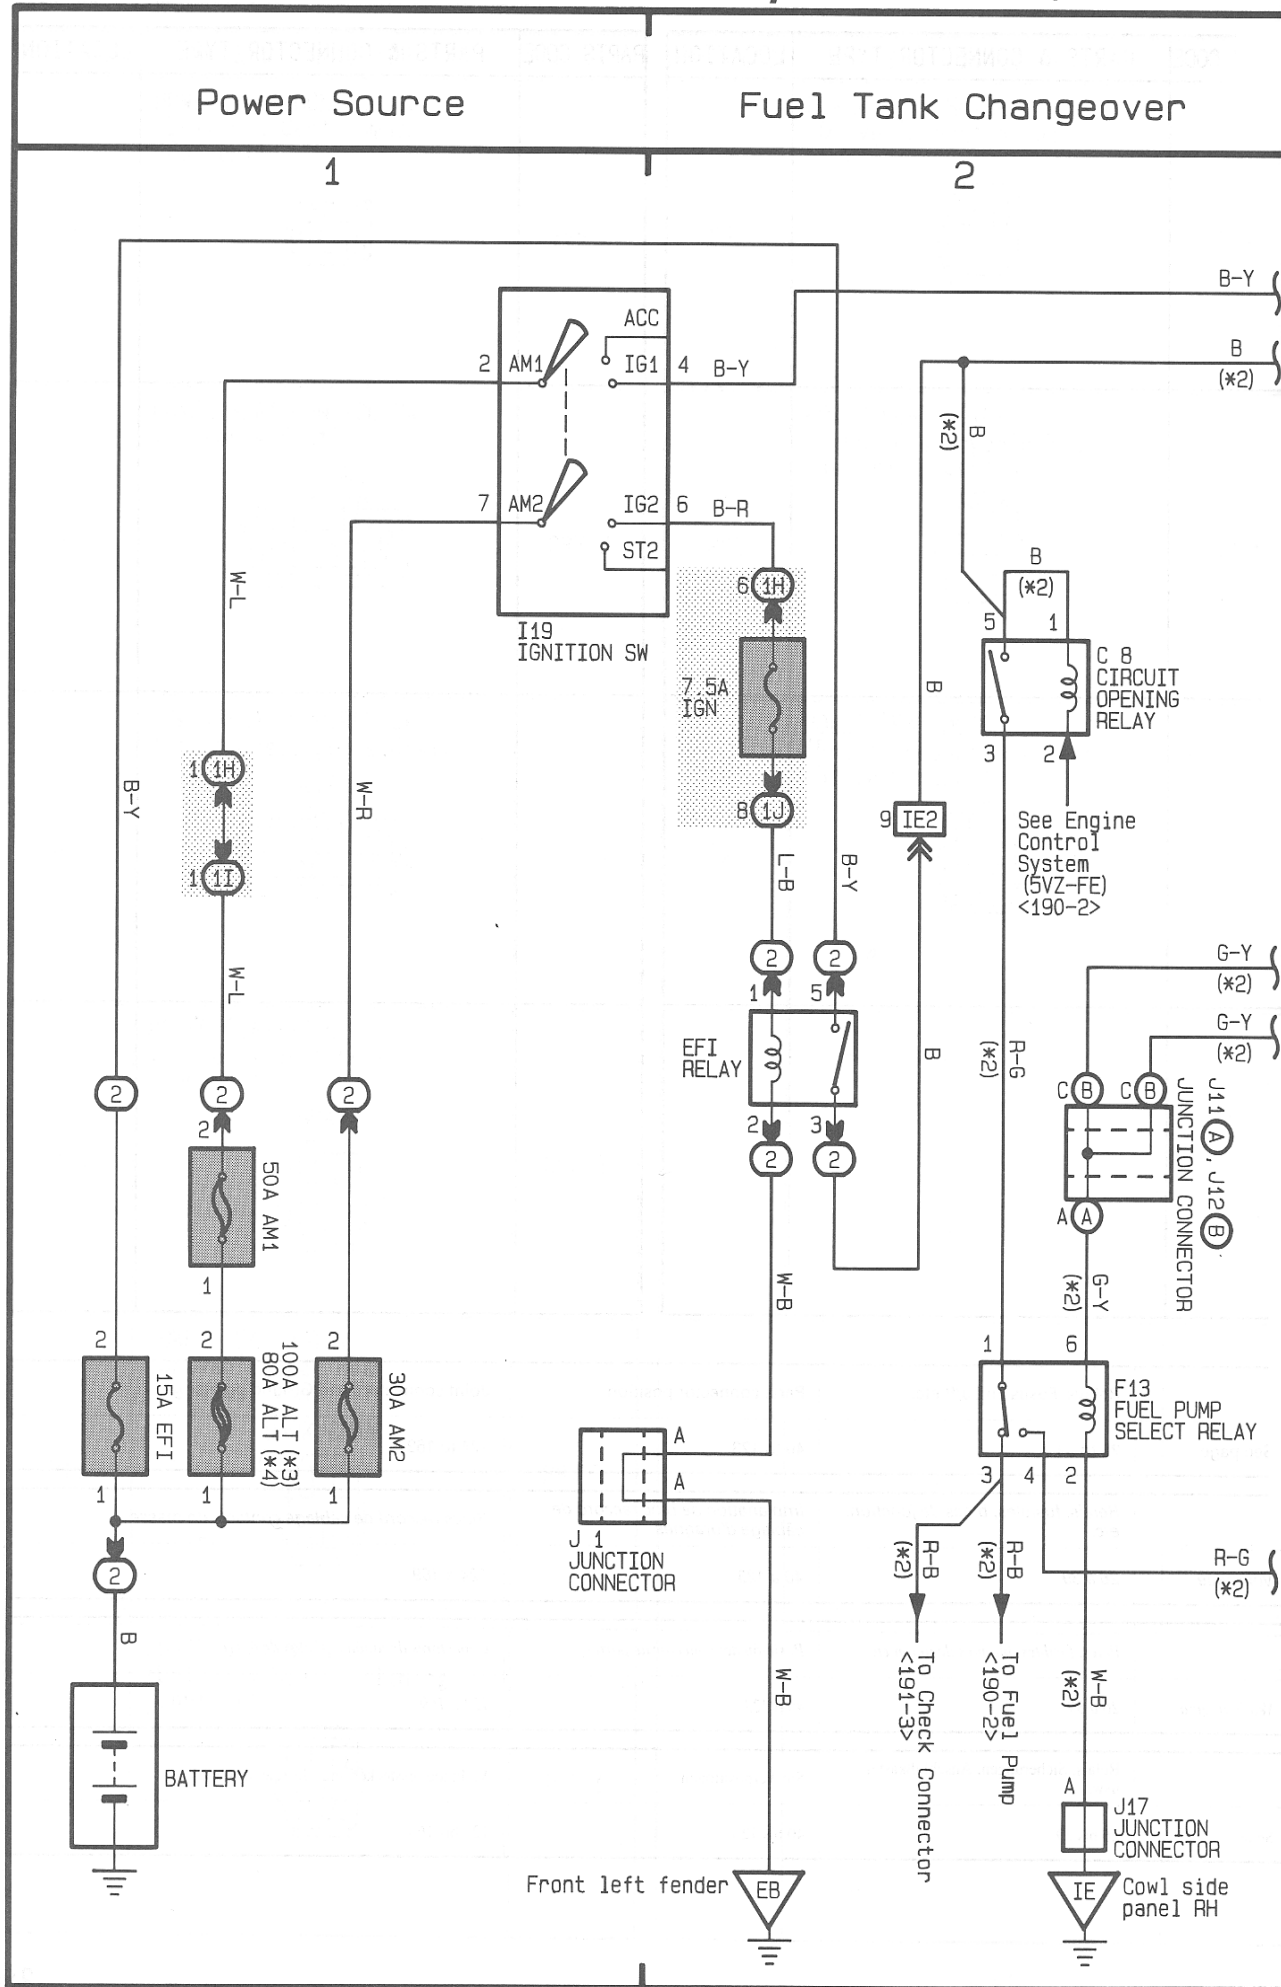 Power Source
Fuel Tank Changeover
1
2
B-Y
B
(*2)
ACC
2
AM1
IG1
4
B-Y
B
(*2)
7
AM2
IG2
6
B-R
ST2
B
(*2)
W-L
6
1H
5
1
I19
IGNITION SW
C 8
CIRCUIT
OPENING
RELAY
7.5A
IGN
B
3
2
1
1H
B-Y
W-R
8
1J
9
IE2
See Engine
Control
System
(5VZ-FE)
<190-2>
1
1I
L-B
B-Y
2
2
G-Y
(*2)
W-L
1
5
G-Y
(*2)
EFI
RELAY
B
R-G
(*2)
2
2
2
C
B
C
B
J11 A, J12 B
JUNCTION CONNECTOR
2
2
3
2
2
50A AM1
A
A
1
W-B
G-Y
(*2)
2
2
2
1
6
15A EFI
100A ALT (*3)
80A ALT (*4)
30A AM2
F13
FUEL PUMP
SELECT RELAY
A
A
3
4
2
1
1
1
J 1
JUNCTION
CONNECTOR
2
R-B
(*2)
R-B
(*2)
R-G
(*2)
B
To Check Connector
<191-3>
To Fuel Pump
<190-2>
W-B
W-B
(*2)
BATTERY
A
J17
JUNCTION
CONNECTOR
Front left fender
EB
IE
Cowl side
panel RH